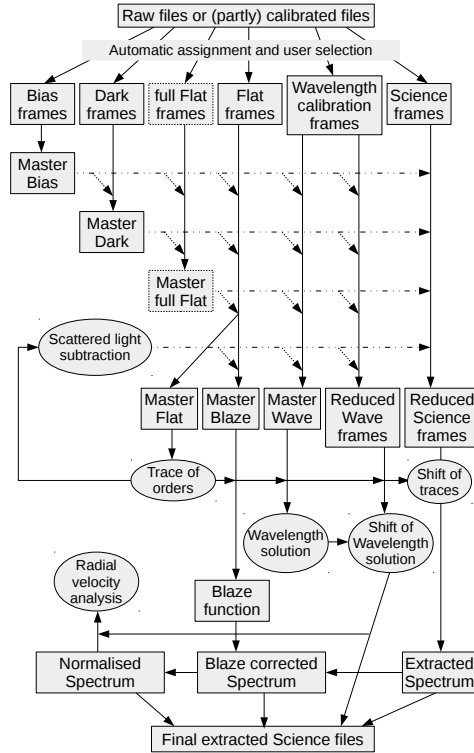 Raw files or (partly) calibrated files
Automatic assignment and user selection
Bias
frames
Dark
frames
full Flat
frames
Flat
frames
Wavelength
calibration
frames
Science
frames
Master
Bias
Master
Dark
Master
full Flat
Scattered light
subtraction
Master
Flat
Master
Blaze
Master
Wave
Reduced
Wave
frames
Reduced
Science
frames
Trace of
orders
Shift of
traces
Wavelength
solution
Shift of
Wavelength
solution
Radial
velocity
analysis
Blaze
function
Normalised
Spectrum
Blaze corrected
Spectrum
Extracted
Spectrum
Final extracted Science files